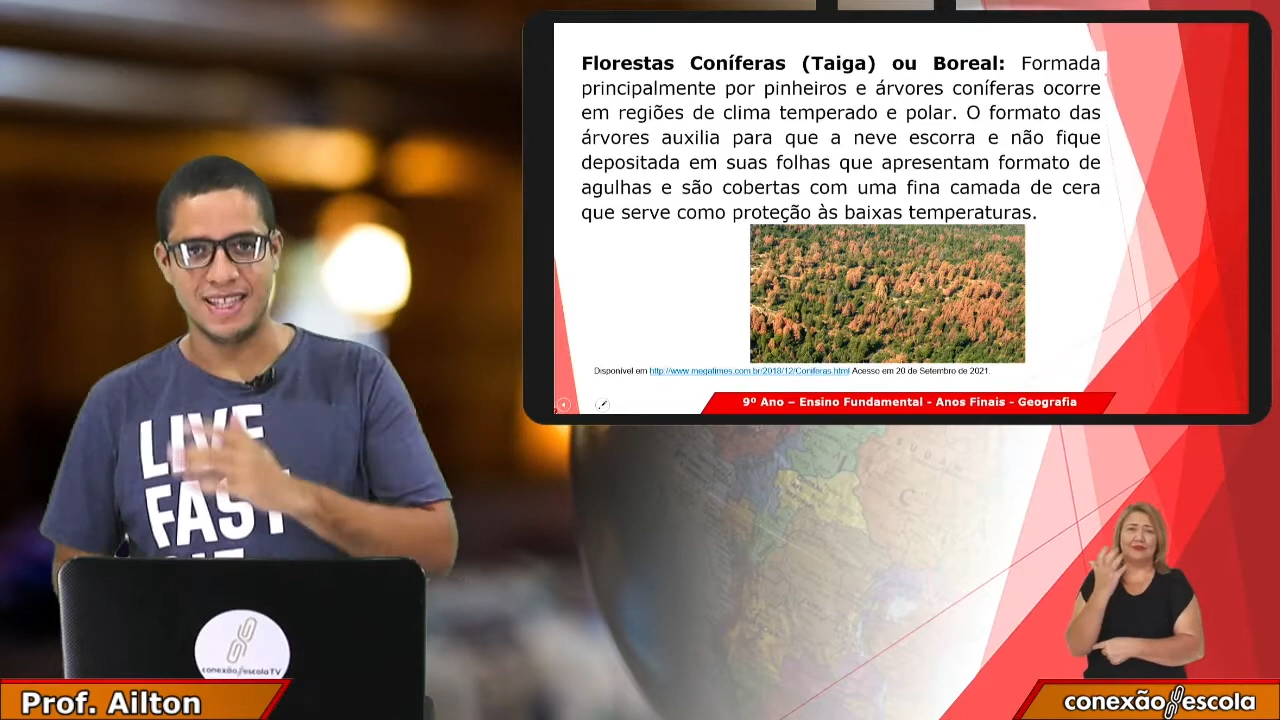 Florestas Coníferas (Taiga) ou Boreal: Formada
principalmente por pinheiros e árvores coníferas ocorre
em regiões de clima temperado e polar. O formato das
árvores auxilia para que a neve escorra e não fique
depositada em suas folhas que apresentam formato de
agulhas e são cobertas com uma fina camada de cera
que serve como proteção às baixas temperaturas.
Disponível em http://www.megatimes.com.br/2018/12/Coniferas.html Acesso em 20 de Setembro de 2021.
9º Ano – Ensino Fundamental - Anos Finais - Geografia
LIVE
FAST
conexão escola TV
Prof. Ailton
conexão escola